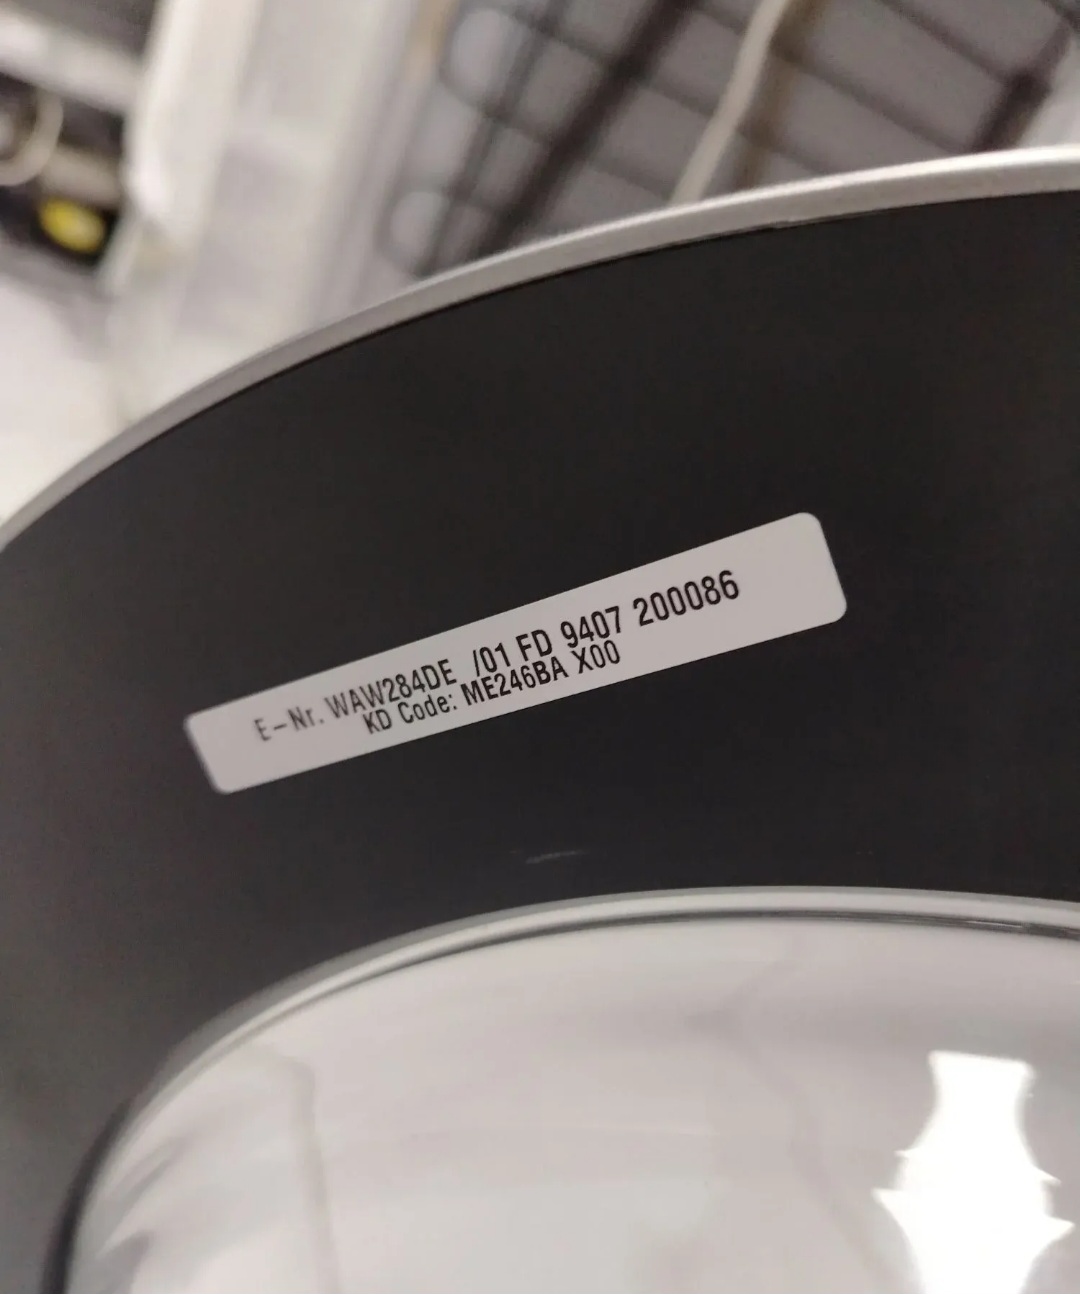 E-Nr. WAW284DE /01 FD 9407 200086
KD Code: ME246BA X00